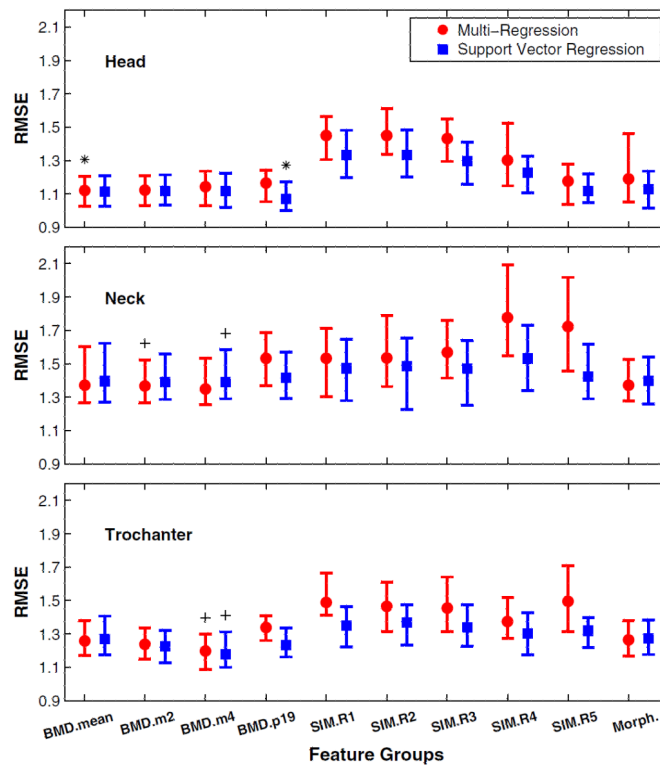 Multi−Regression
Support Vector Regression
2.1
1.9
1.7
1.5
1.3
1.1
0.9
RMSE
Head
*
*
2.1
1.9
1.7
1.5
1.3
1.1
0.9
RMSE
Neck
+
+
2.1
1.9
1.7
1.5
1.3
1.1
0.9
RMSE
Trochanter
+
+
BMD.mean BMD.m2 BMD.m4 BMD.p19 SIM.R1 SIM.R2 SIM.R3 SIM.R4 SIM.R5 Morph.
Feature Groups